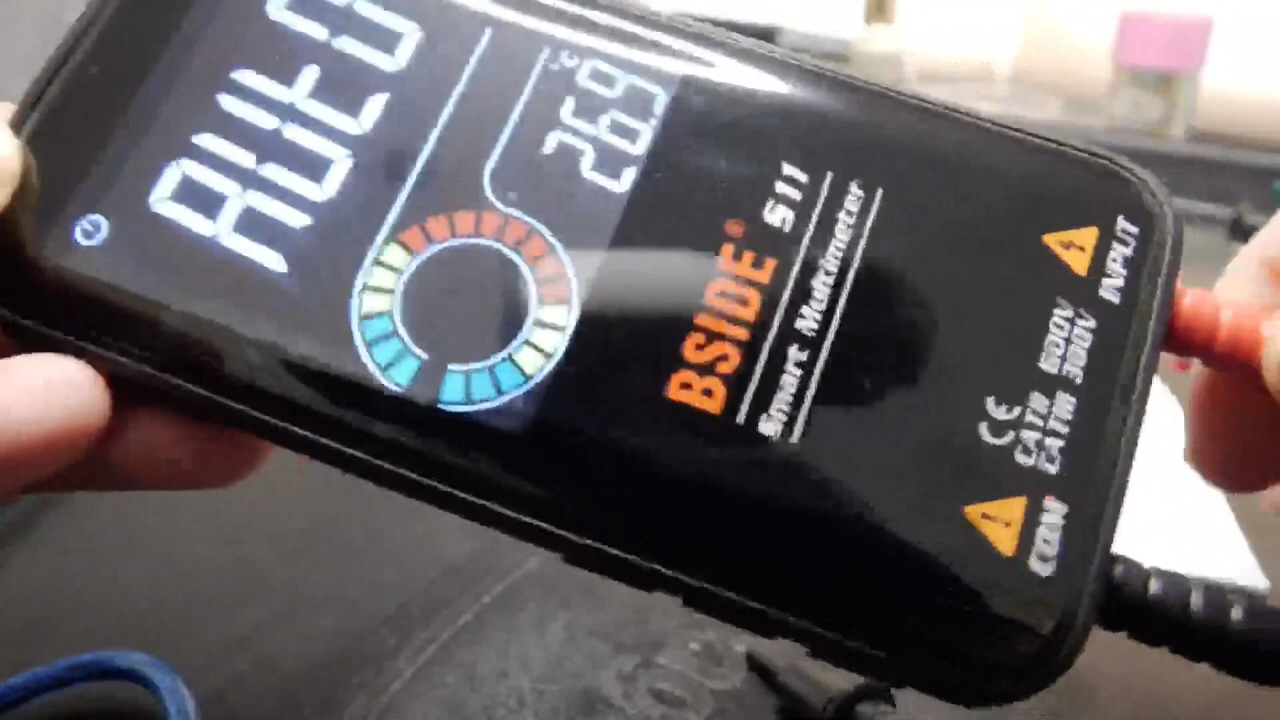 AUTO
°C
26.9
BSIDE® S11
Smart Multimeter
INPUT
600V
300V
CE
CAT II
CAT III
COM